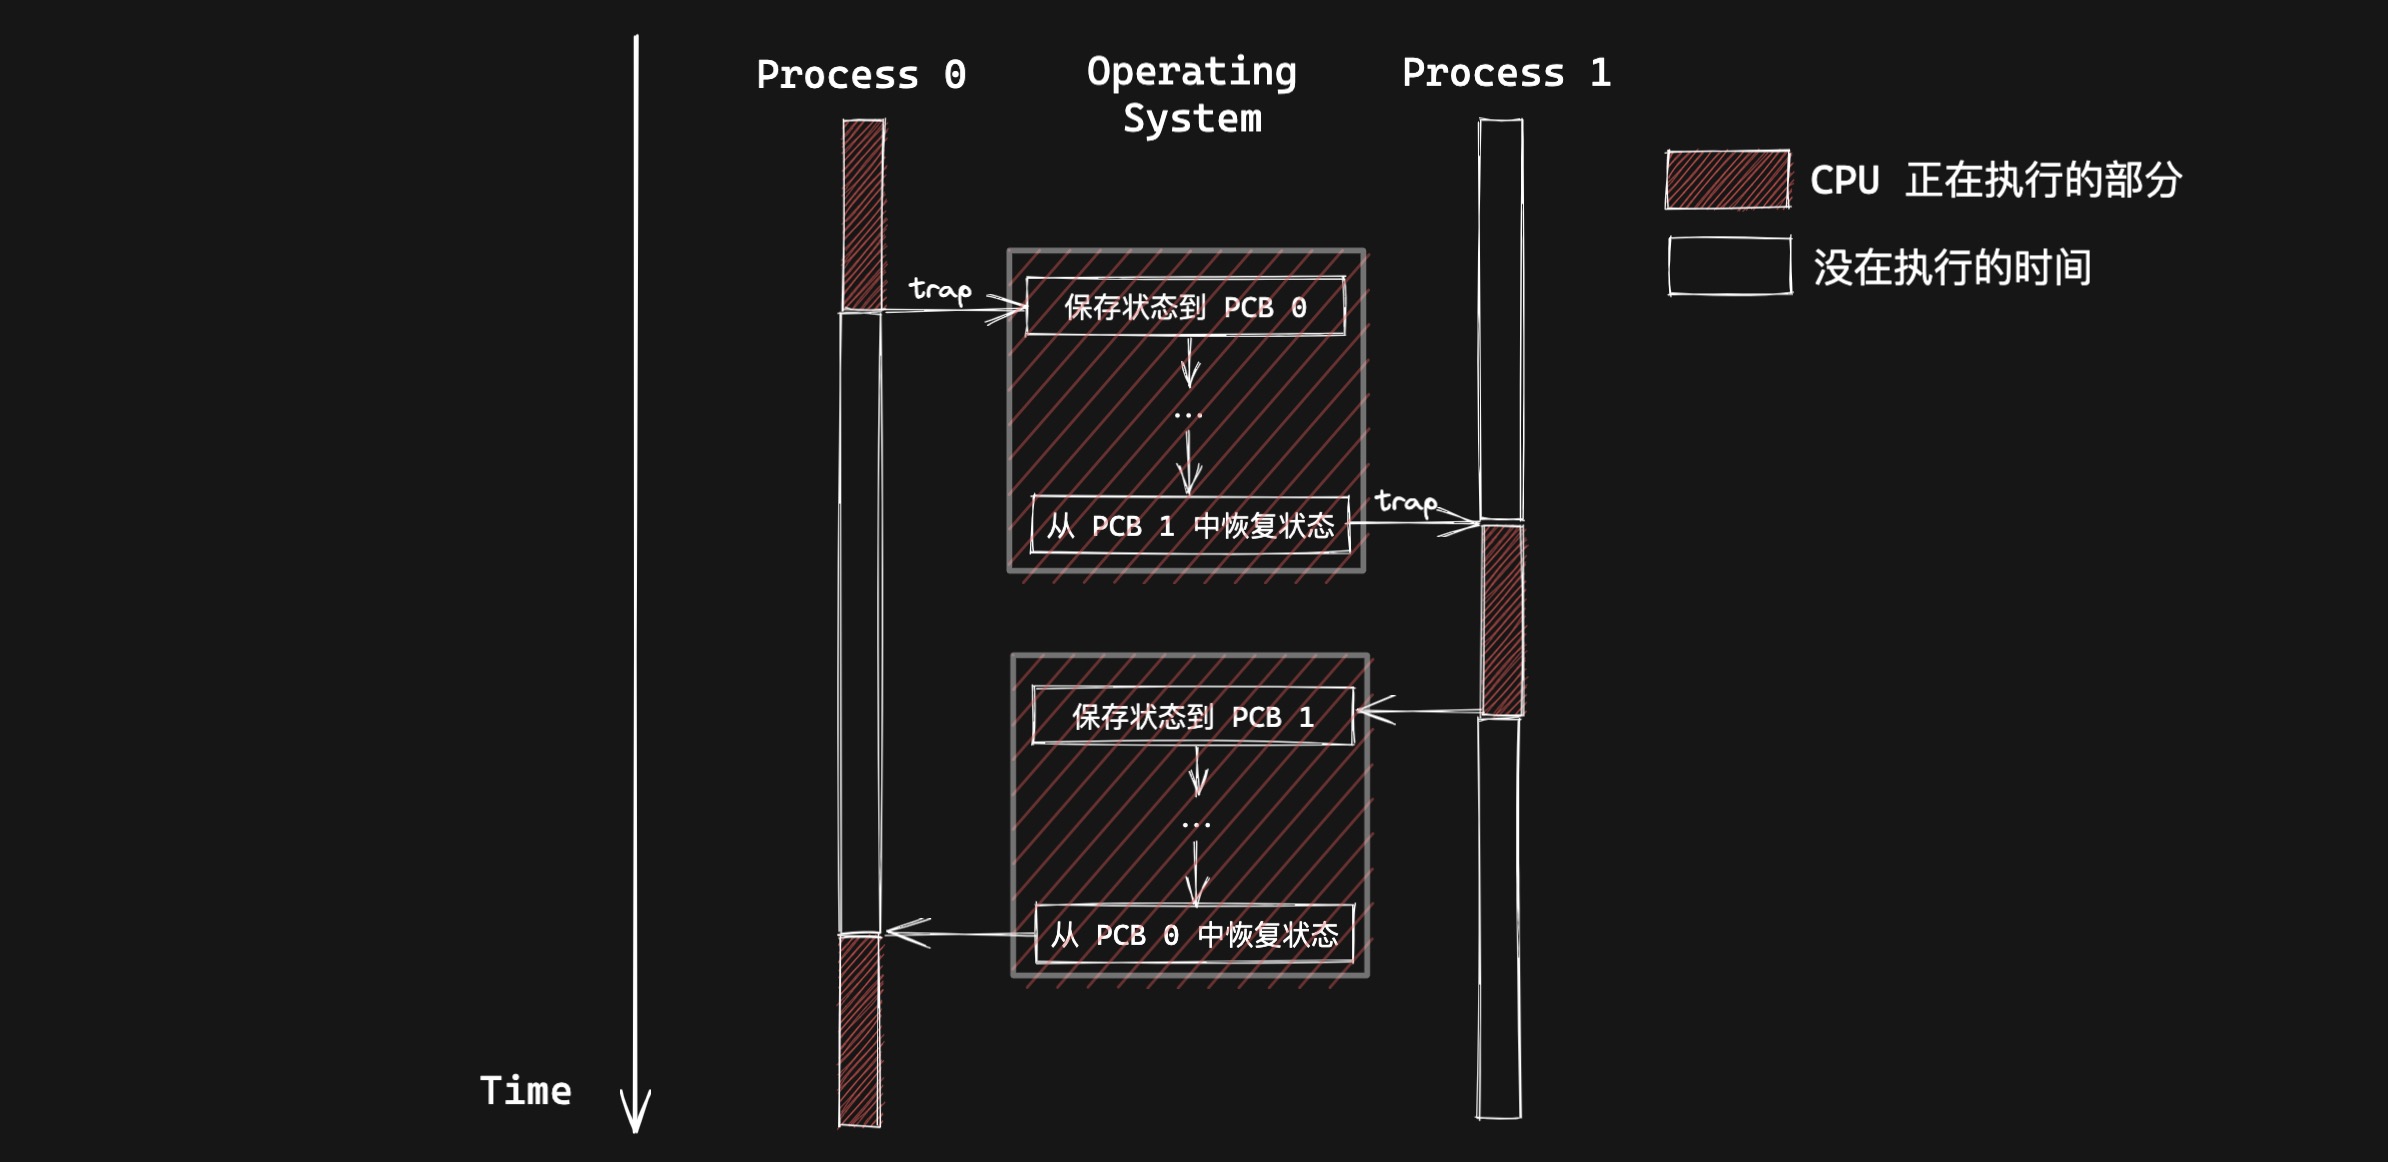 Process 0
Operating
System
Process 1
CPU 正在执行的部分
没在执行的时间
trap
保存状态到 PCB 0
...
从 PCB 1 中恢复状态
trap
保存状态到 PCB 1
...
从 PCB 0 中恢复状态
Time